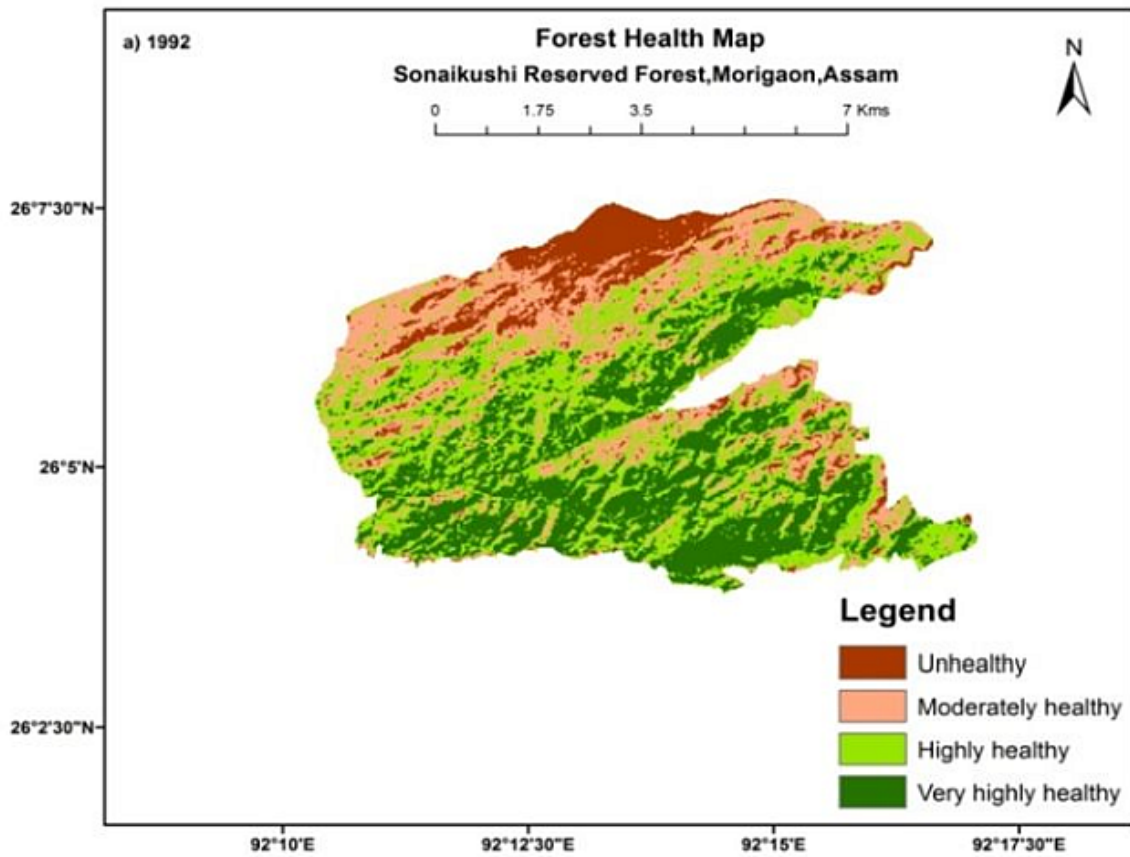 a) 1992
Forest Health Map
Sonaikushi Reserved Forest,Morigaon,Assam
N
0 1.75 3.5 7 Kms
26°7'30"N
26°5'N
26°2'30"N
Legend
Unhealthy
Moderately healthy
Highly healthy
Very highly healthy
92°10'E 92°12'30"E 92°15'E 92°17'30"E